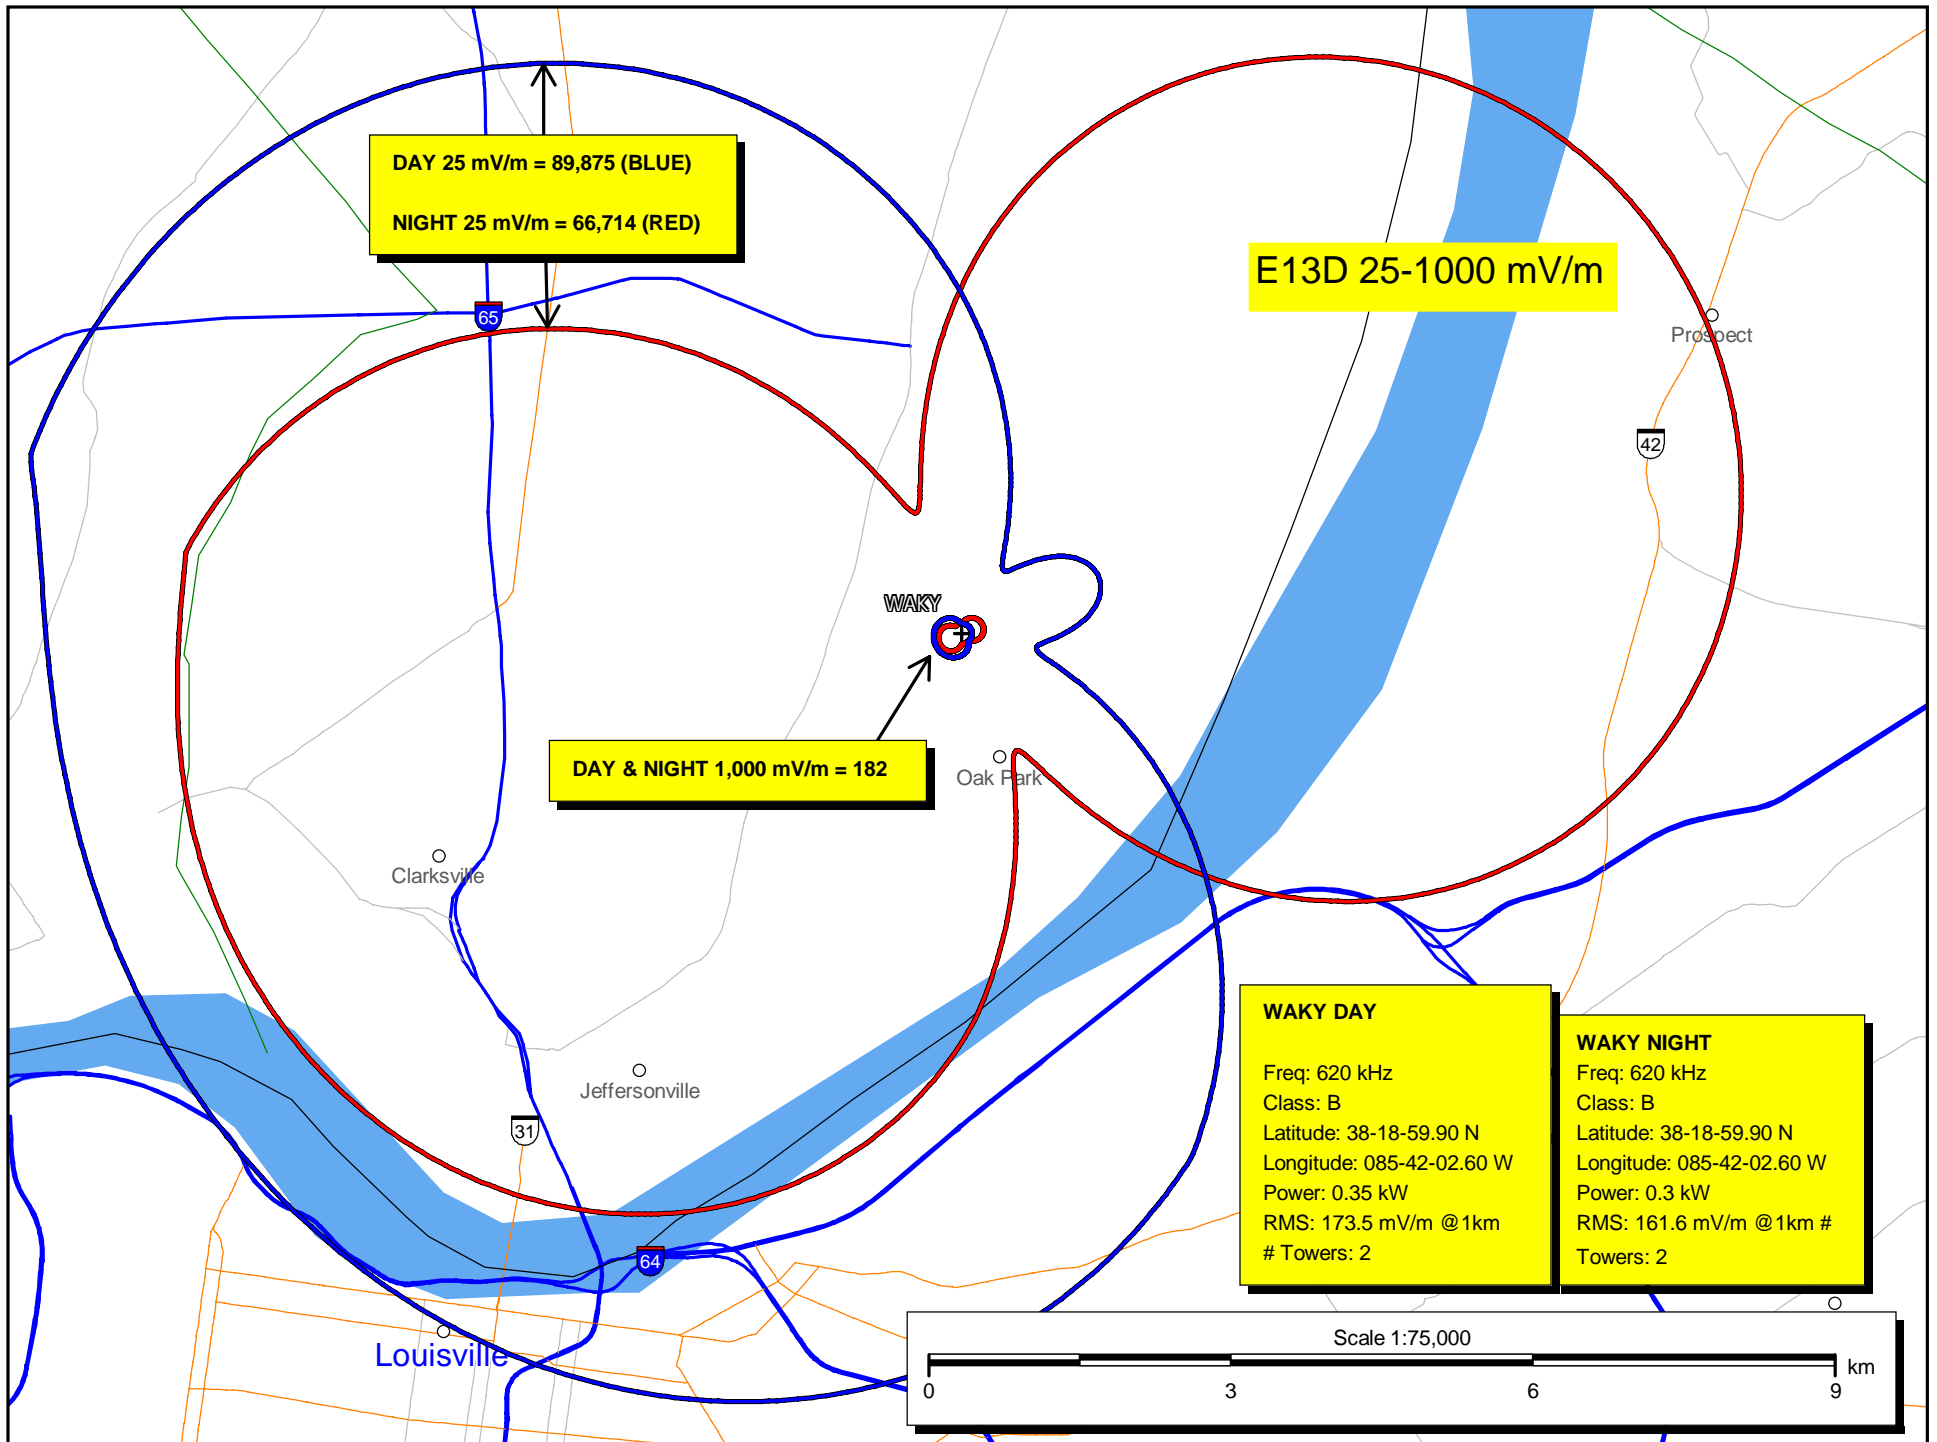 DAY 25 mV/m = 89,875 (BLUE)
NIGHT 25 mV/m = 66,714 (RED)
E13D 25-1000 mV/m
65
Prospect
42
WAKY
DAY & NIGHT 1,000 mV/m = 182
Oak Park
Clarksville
Jeffersonville
31
64
Louisville
WAKY DAY
Freq: 620 kHz
Class: B
Latitude: 38-18-59.90 N
Longitude: 085-42-02.60 W
Power: 0.35 kW
RMS: 173.5 mV/m @1km
# Towers: 2
WAKY NIGHT
Freq: 620 kHz
Class: B
Latitude: 38-18-59.90 N
Longitude: 085-42-02.60 W
Power: 0.3 kW
RMS: 161.6 mV/m @1km #
Towers: 2
Scale 1:75,000
km
0 3 6 9